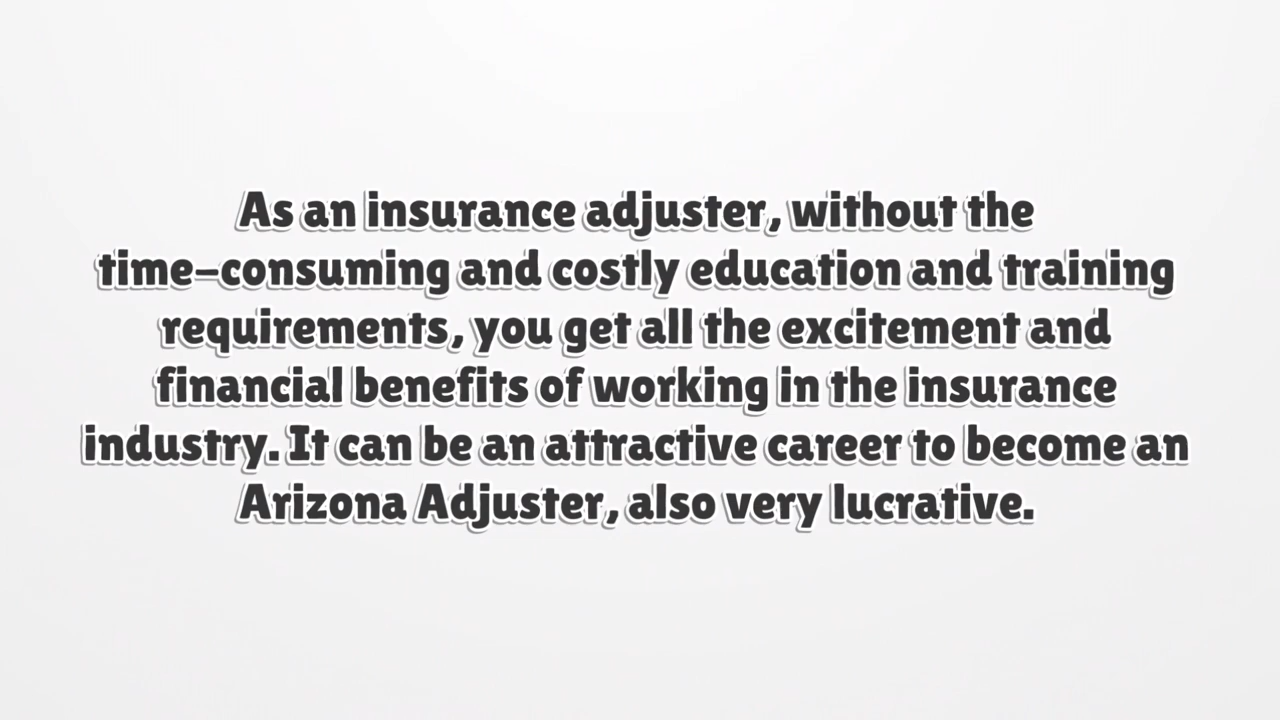 As an insurance adjuster, without the
time-consuming and costly education and training
requirements, you get all the excitement and
financial benefits of working in the insurance
industry. It can be an attractive career to become an
Arizona Adjuster, also very lucrative.